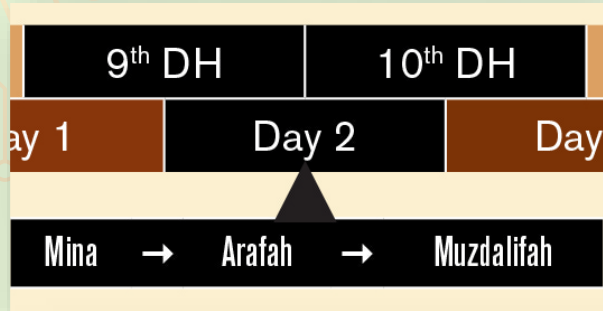 9th DH 10th DH
ay 1 Day 2 Day
Mina → Arafah → Muzdalifah